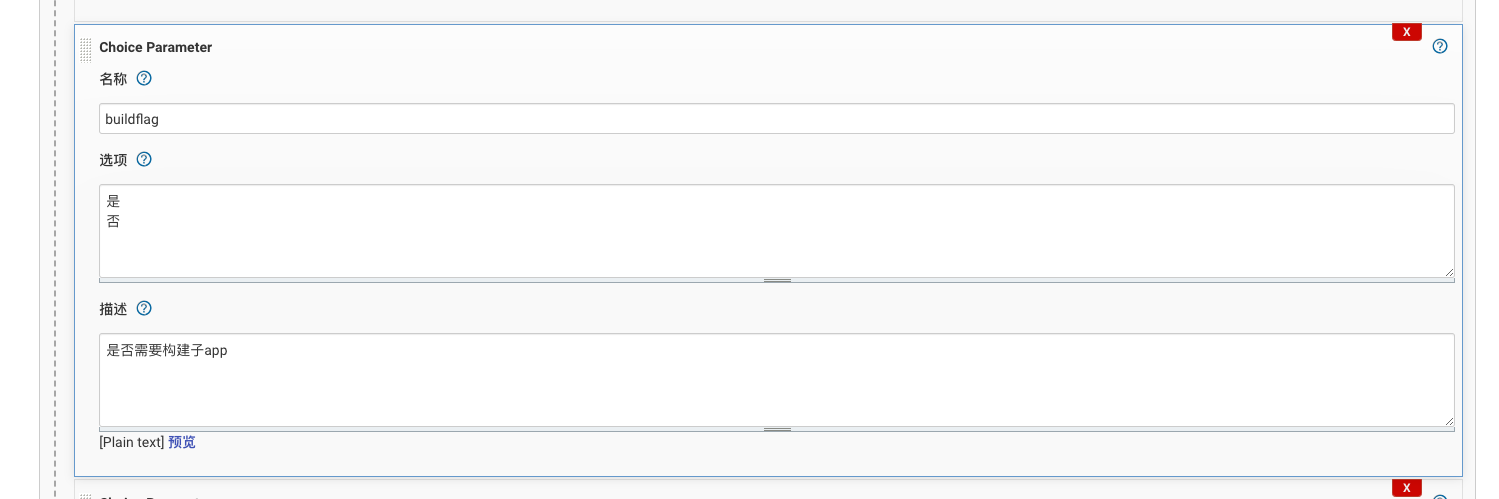 X
Choice Parameter
名称
buildflag
选项
是
否
描述
是否需要构建子app
[Plain text] 预览
X